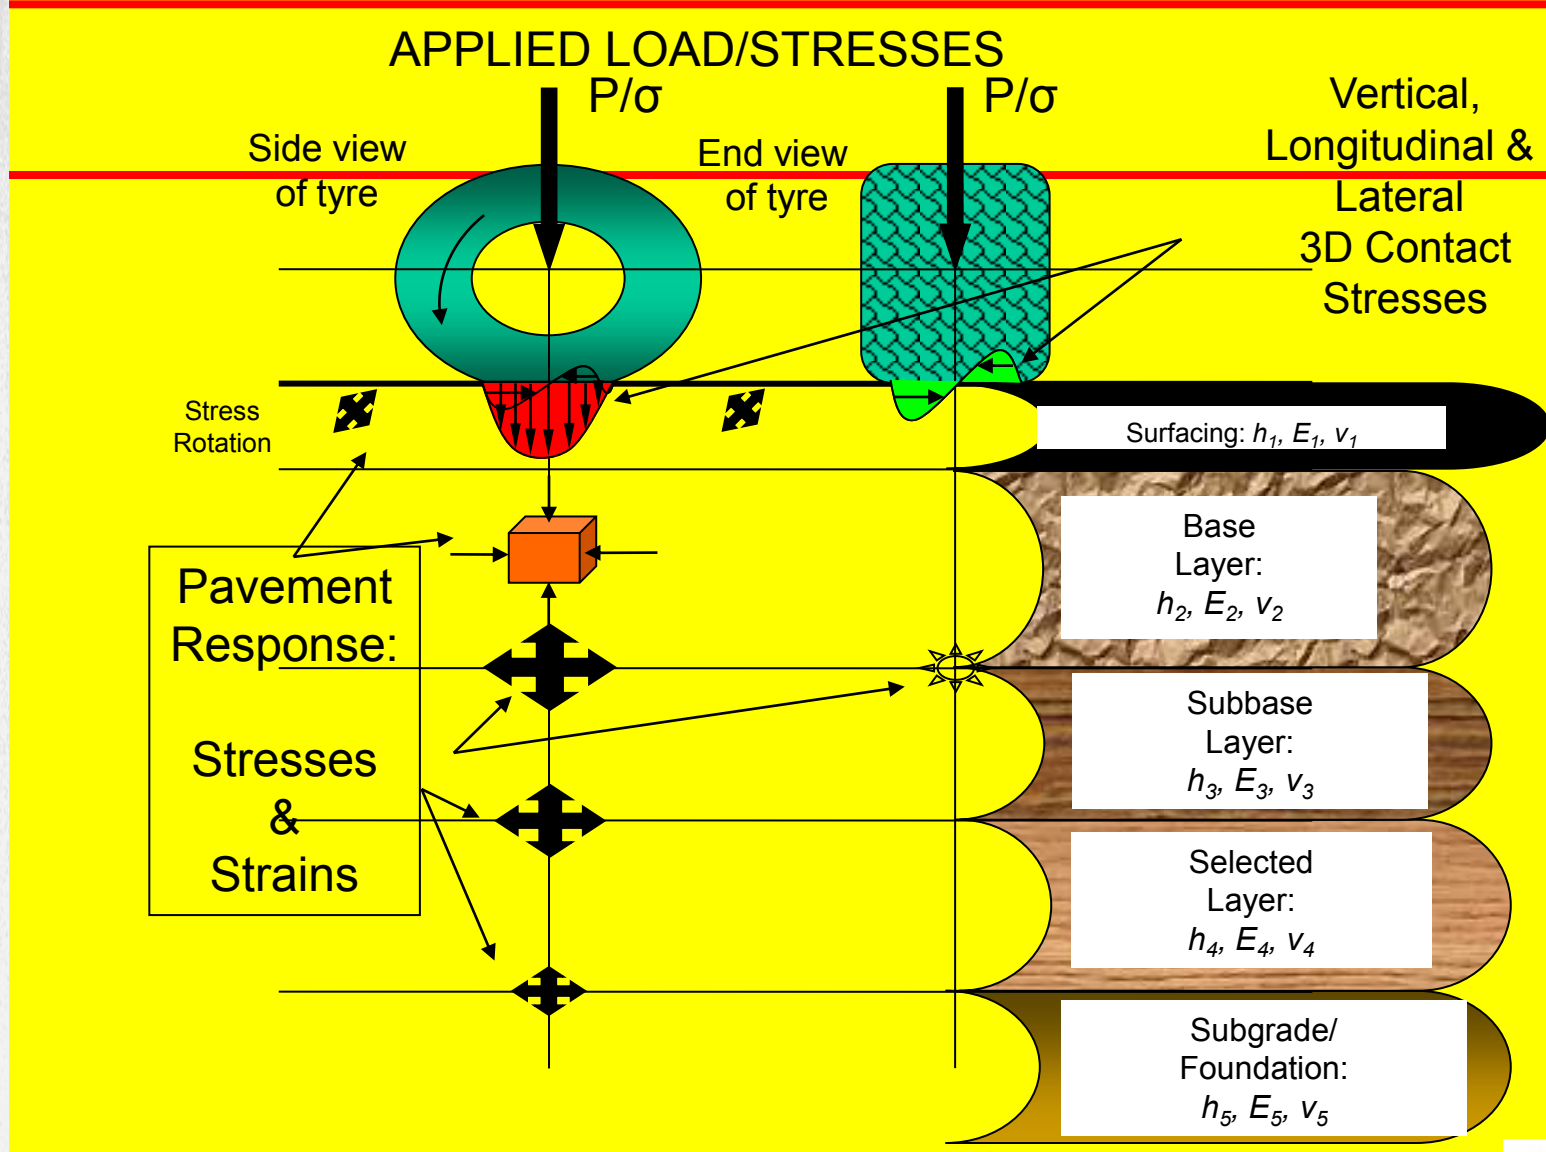 APPLIED LOAD/STRESSES
P/σ
P/σ
Side view
of tyre
End view
of tyre
Vertical,
Longitudinal &
Lateral
3D Contact
Stresses
Stress
Rotation
Surfacing: h1, E1, v1
Pavement
Response:
Stresses
&
Strains
Base
Layer:
h2, E2, v2
Subbase
Layer:
h3, E3, v3
Selected
Layer:
h4, E4, v4
Subgrade/
Foundation:
h5, E5, v5